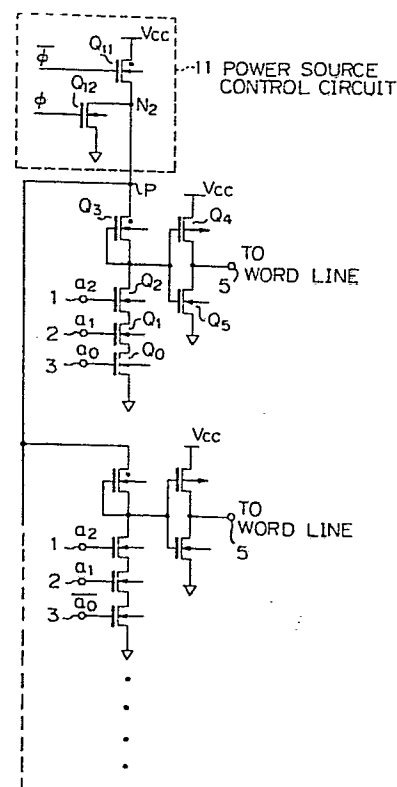 Vcc
Q11
φ̅
11 POWER SOURCE
CONTROL CIRCUIT
Q12
φ
N2
P
Vcc
Q3
Q4
TO
WORD LINE
5
Q2
1 a2
Q1
2 a1
Q5
Q0
3 a0
Vcc
TO
WORD LINE
5
1 a2
2 a1
3 a̅0̅